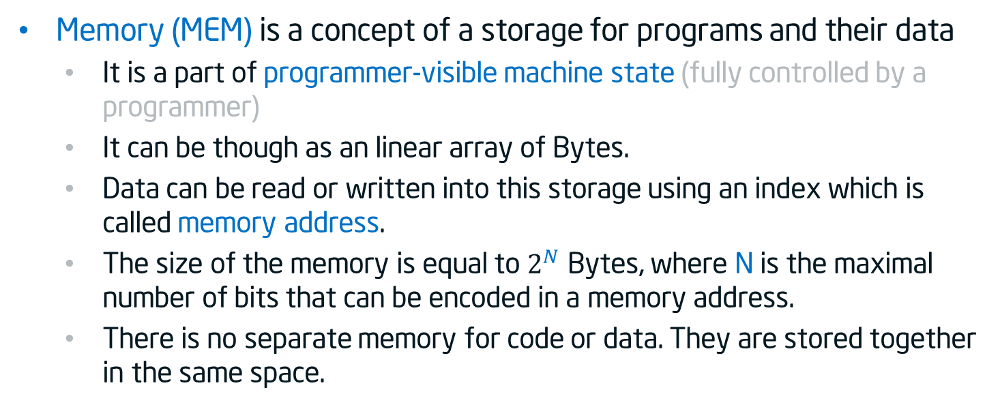 • Memory (MEM) is a concept of a storage for programs and their data
• It is a part of programmer-visible machine state (fully controlled by a
programmer)
• It can be though as an linear array of Bytes.
• Data can be read or written into this storage using an index which is
called memory address.
• The size of the memory is equal to 2^N Bytes, where N is the maximal
number of bits that can be encoded in a memory address.
• There is no separate memory for code or data. They are stored together
in the same space.